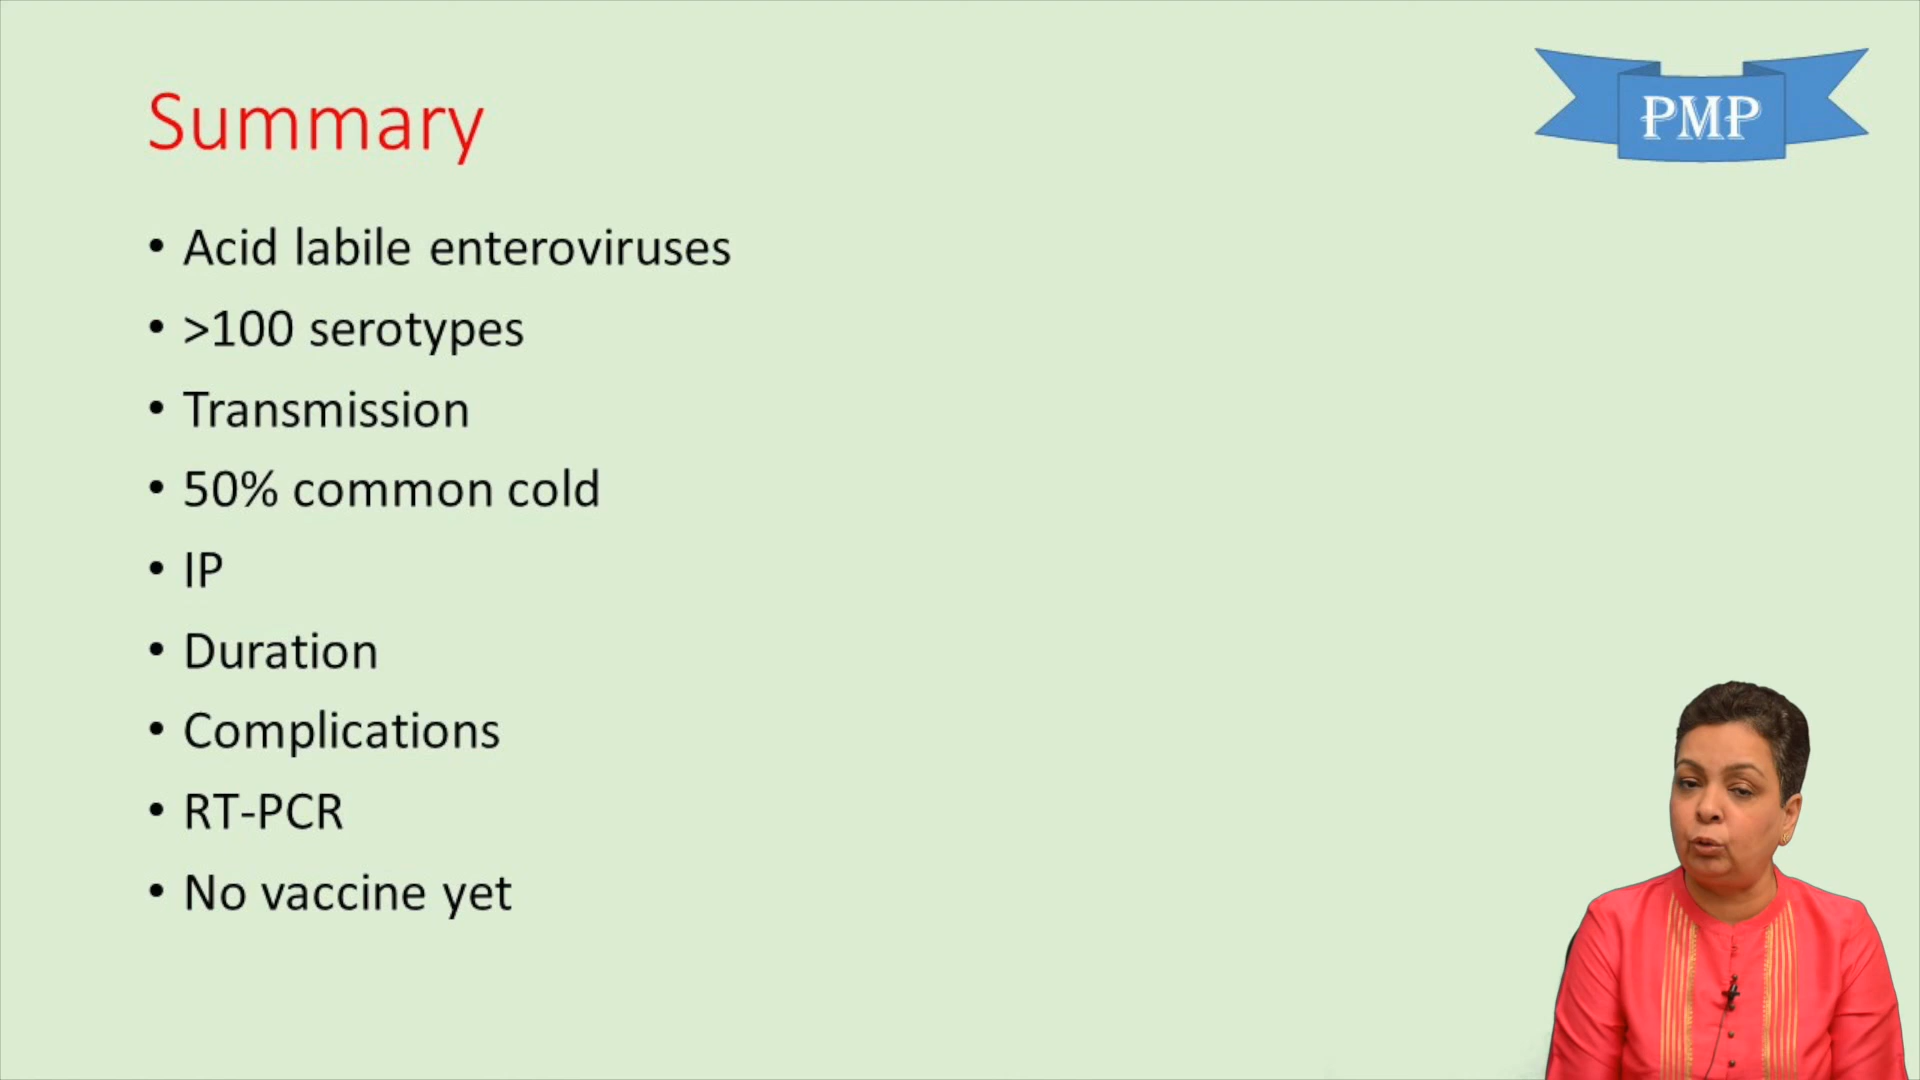 Summary
PMP
• Acid labile enteroviruses
• >100 serotypes
• Transmission
• 50% common cold
• IP
• Duration
• Complications
• RT-PCR
• No vaccine yet